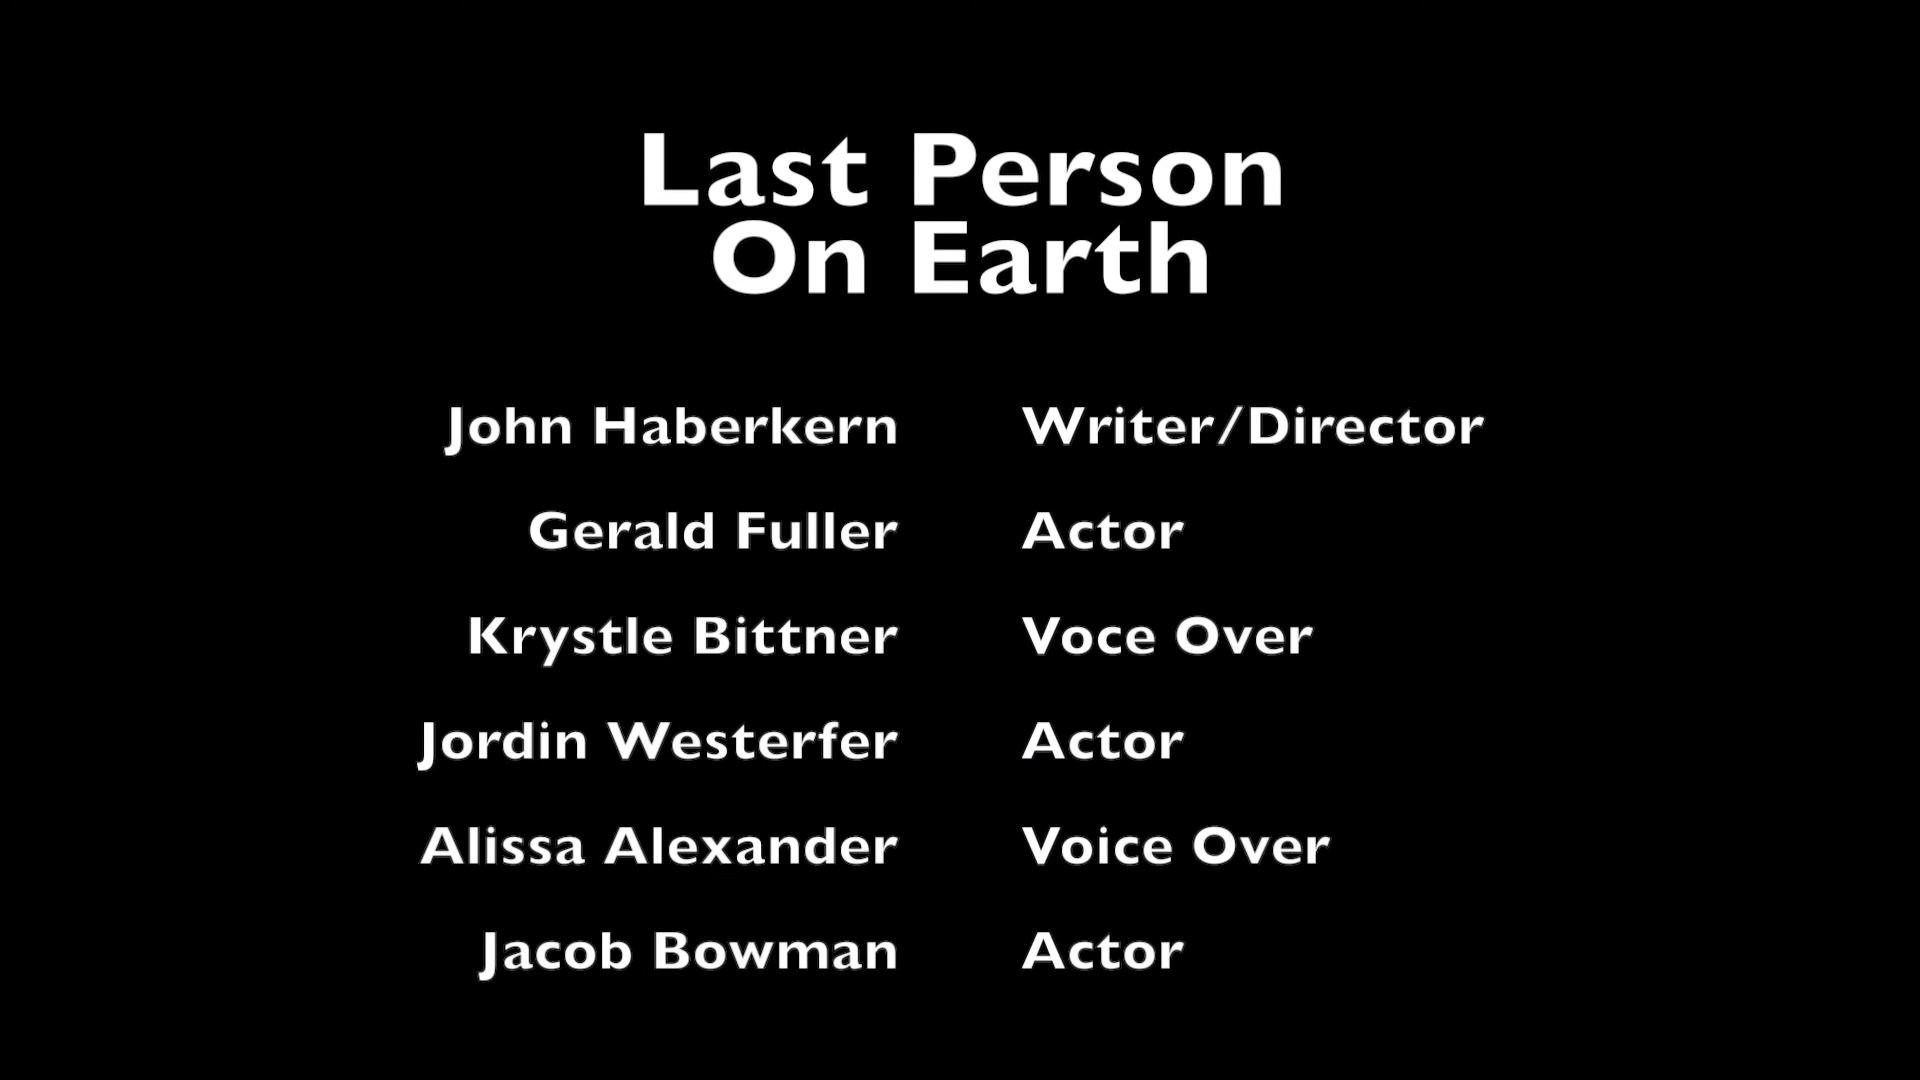 Last Person
On Earth
John Haberkern Writer/Director
Gerald Fuller Actor
Krystle Bittner Voce Over
Jordin Westerfer Actor
Alissa Alexander Voice Over
Jacob Bowman Actor